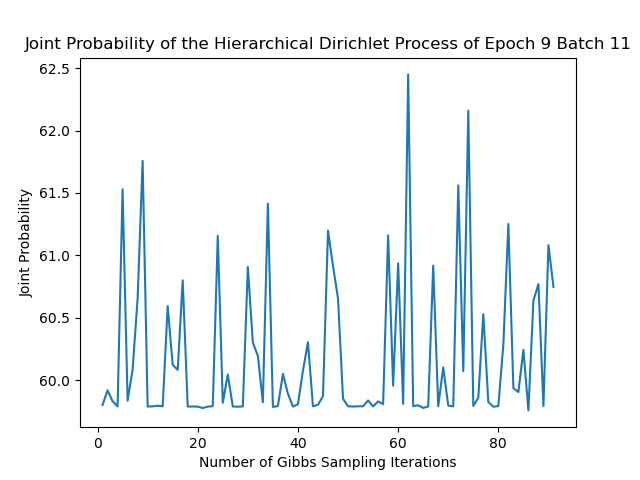 Joint Probability of the Hierarchical Dirichlet Process of Epoch 9 Batch 11
62.5
62.0
61.5
61.0
60.5
60.0
Joint Probability
0 20 40 60 80
Number of Gibbs Sampling Iterations